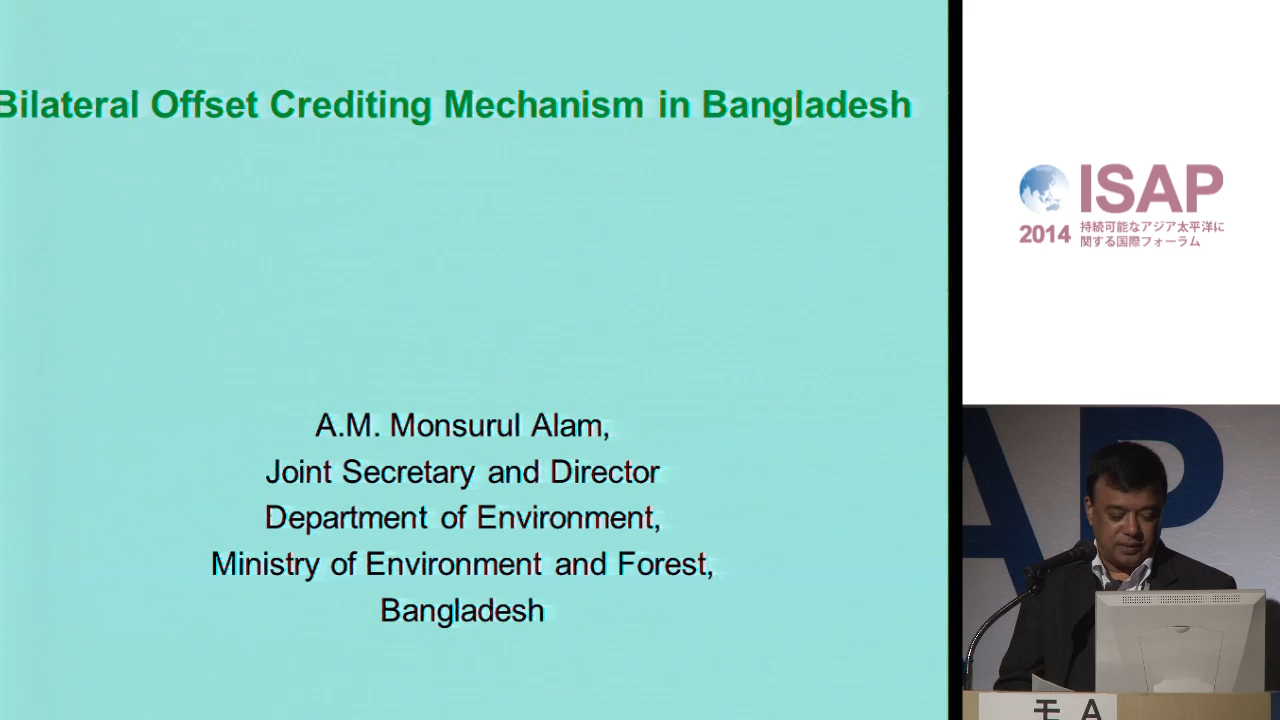 Bilateral Offset Crediting Mechanism in Bangladesh
A.M. Monsurul Alam,
Joint Secretary and Director
Department of Environment,
Ministry of Environment and Forest,
Bangladesh
ISAP
2014
持続可能なアジア太平洋に
関する国際フォーラム
AP
モ A